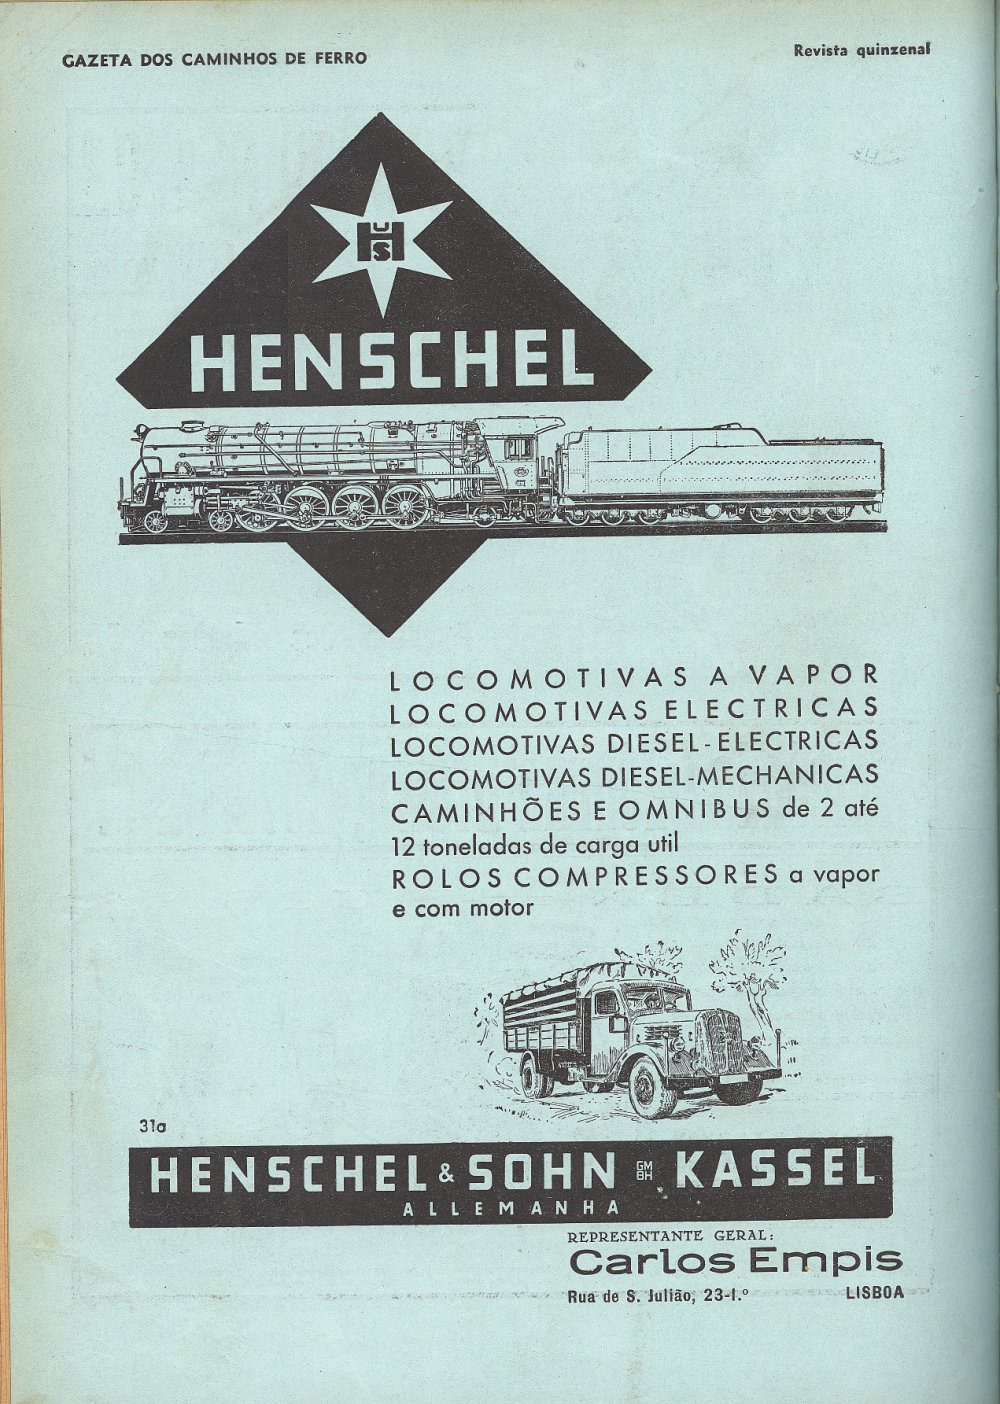 GAZETA DOS CAMINHOS DE FERRO
Revista quinzenal
HUS
HENSCHEL
LOCOMOTIVAS A VAPOR
LOCOMOTIVAS ELECTRICAS
LOCOMOTIVAS DIESEL-ELECTRICAS
LOCOMOTIVAS DIESEL-MECHANICAS
CAMINHÕES E OMNIBUS de 2 até
12 toneladas de carga util
ROLOS COMPRESSORES a vapor
e com motor
31a
HENSCHEL & SOHN GMBH KASSEL
ALLEMANHA
REPRESENTANTE GERAL:
Carlos Empis
Rua de S. Julião, 23-1.º LISBOA